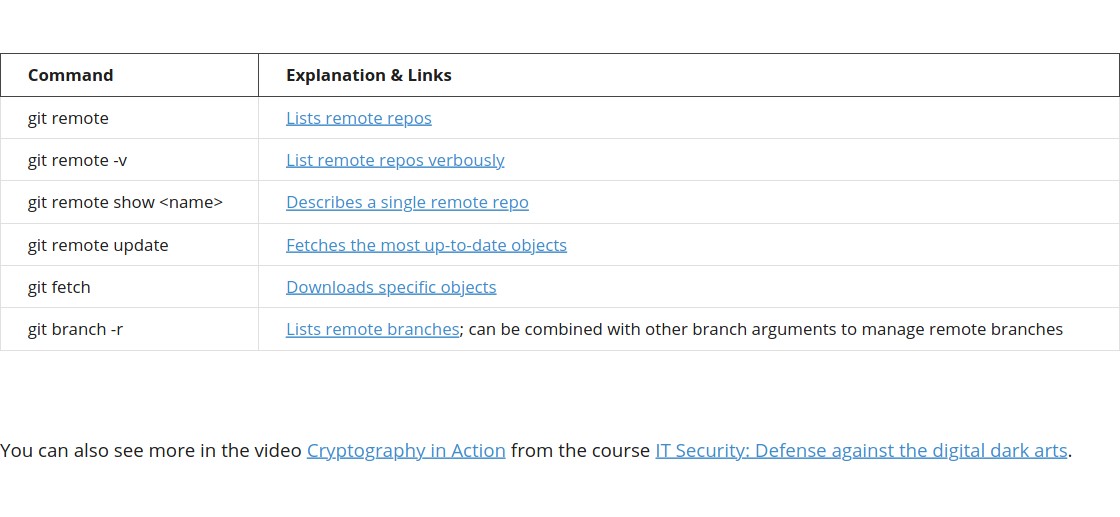 Command Explanation & Links
git remote Lists remote repos
git remote -v List remote repos verbously
git remote show <name> Describes a single remote repo
git remote update Fetches the most up-to-date objects
git fetch Downloads specific objects
git branch -r Lists remote branches; can be combined with other branch arguments to manage remote branches
You can also see more in the video Cryptography in Action from the course IT Security: Defense against the digital dark arts.